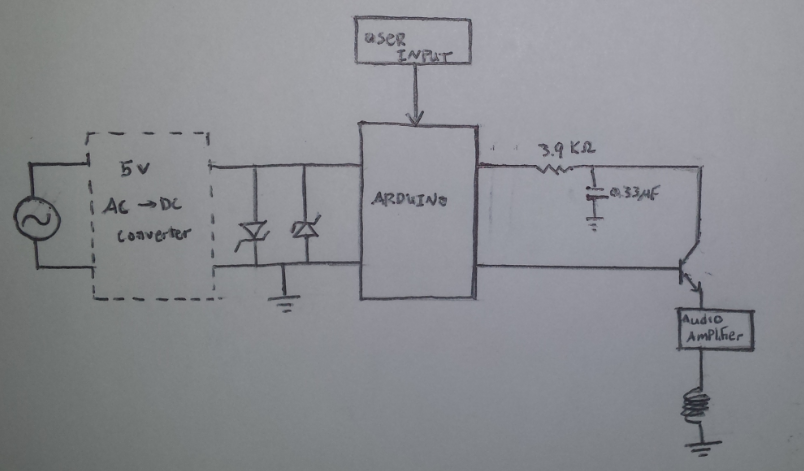 USER
INPUT
5V
AC → DC
converter
ARDUINO
3.9 KΩ
0.33μF
Audio
Amplifier